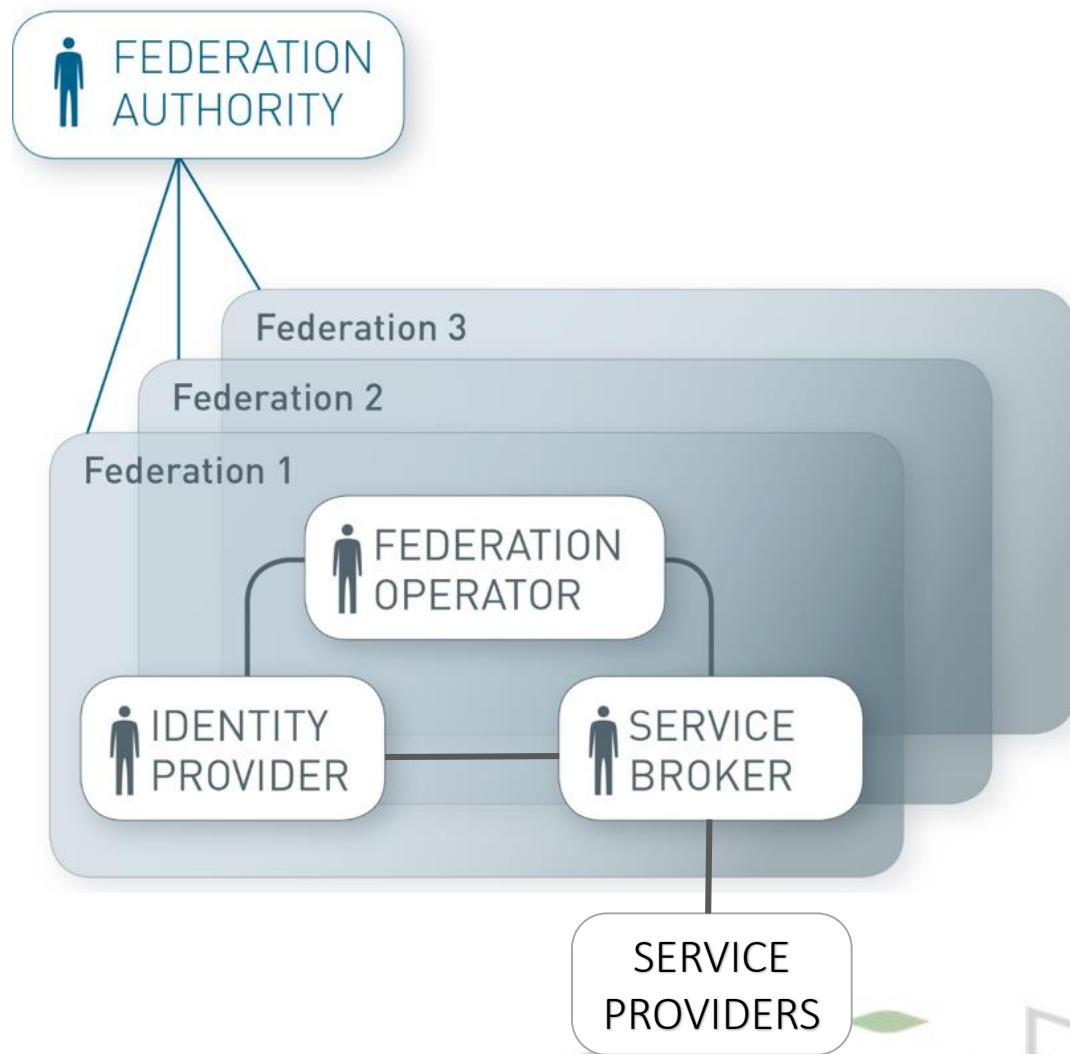 FEDERATION
AUTHORITY
Federation 3
Federation 2
Federation 1
FEDERATION
OPERATOR
IDENTITY
PROVIDER
SERVICE
BROKER
SERVICE
PROVIDERS